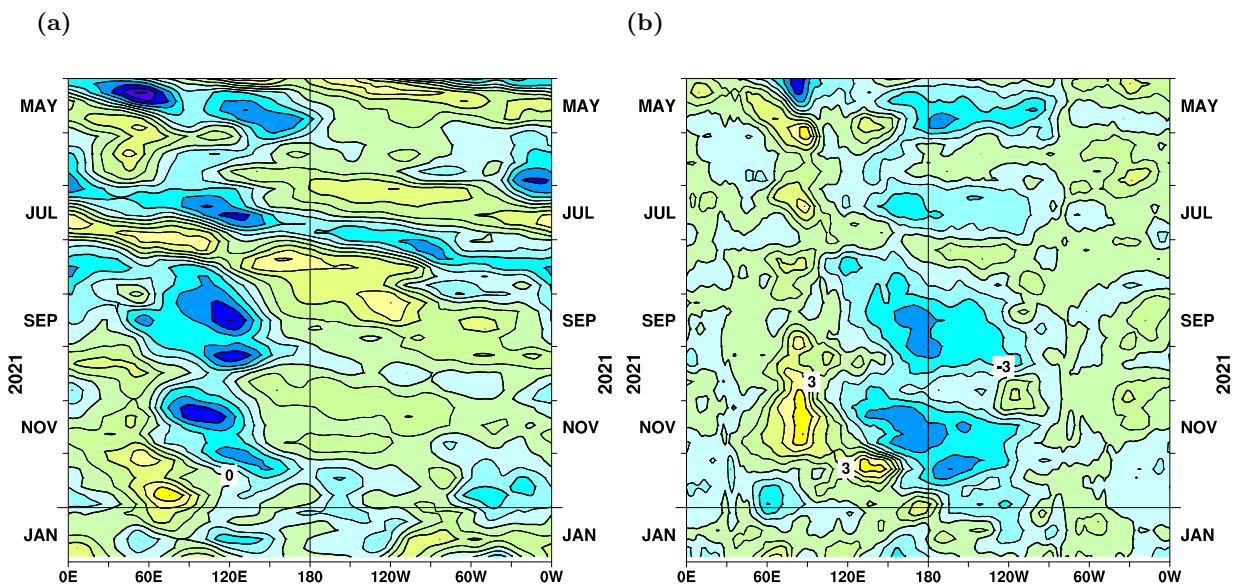 (a) (b)
MAY MAY MAY MAY
JUL JUL JUL JUL
SEP SEP SEP SEP
2021 2021 2021 2021
-3
3
NOV NOV NOV NOV
0 3
JAN JAN JAN JAN
0E 60E 120E 180 120W 60W 0W 0E 60E 120E 180 120W 60W 0W